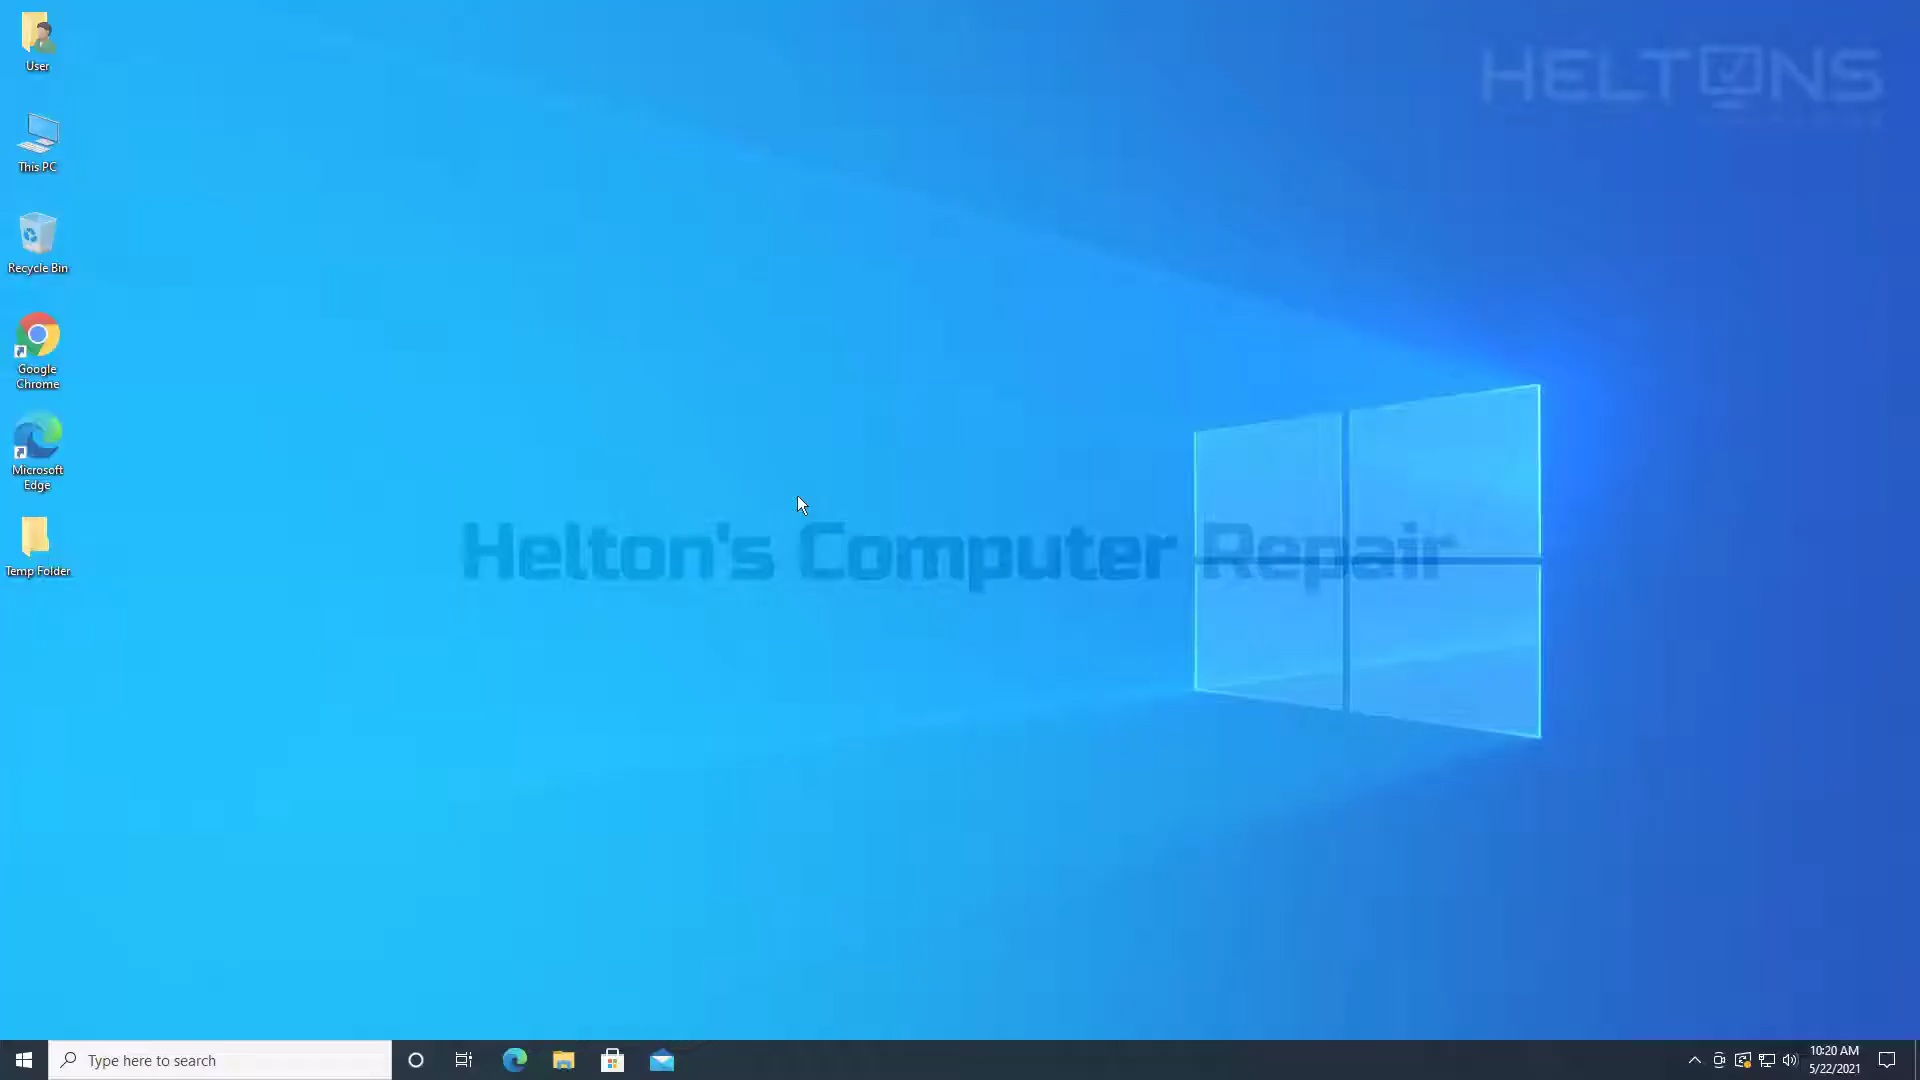 HELTONS
User
This PC
Recycle Bin
Google
Chrome
Microsoft
Edge
Helton's Computer Repair
Temp Folder
Type here to search
10:20 AM
5/22/2021